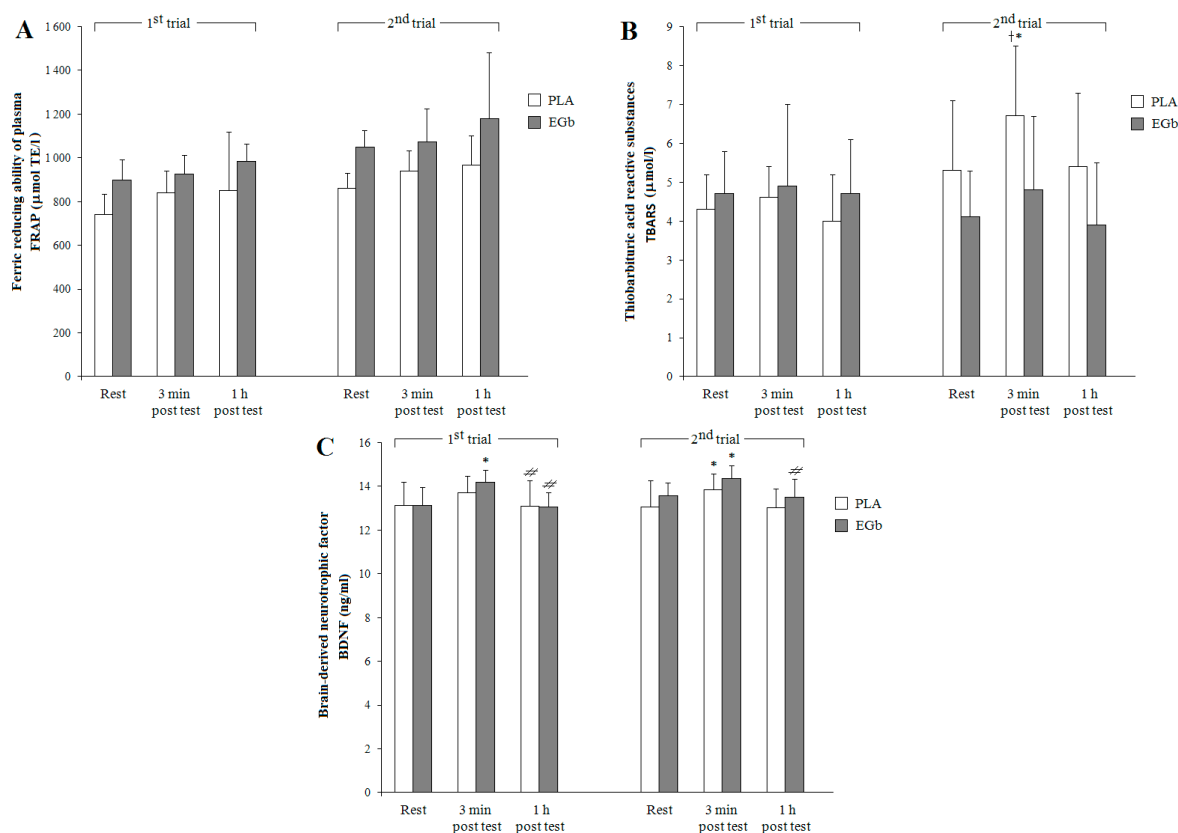 A
1st trial
2nd trial
Ferric reducing ability of plasma
FRAP (μmol TE/l)
1 600
1 400
1 200
1 000
800
600
400
200
0
PLA
EGb
Rest
3 min
post test
1 h
post test
Rest
3 min
post test
1 h
post test
B
1st trial
2nd trial
†*
Thiobarbituric acid reactive substances
TBARS (μmol/l)
9
8
7
6
5
4
3
2
1
0
PLA
EGb
Rest
3 min
post test
1 h
post test
Rest
3 min
post test
1 h
post test
C
1st trial
2nd trial
*
#
#
*
*
#
Brain-derived neurotrophic factor
BDNF (ng/ml)
16
14
12
10
8
6
4
2
0
PLA
EGb
Rest
3 min
post test
1 h
post test
Rest
3 min
post test
1 h
post test